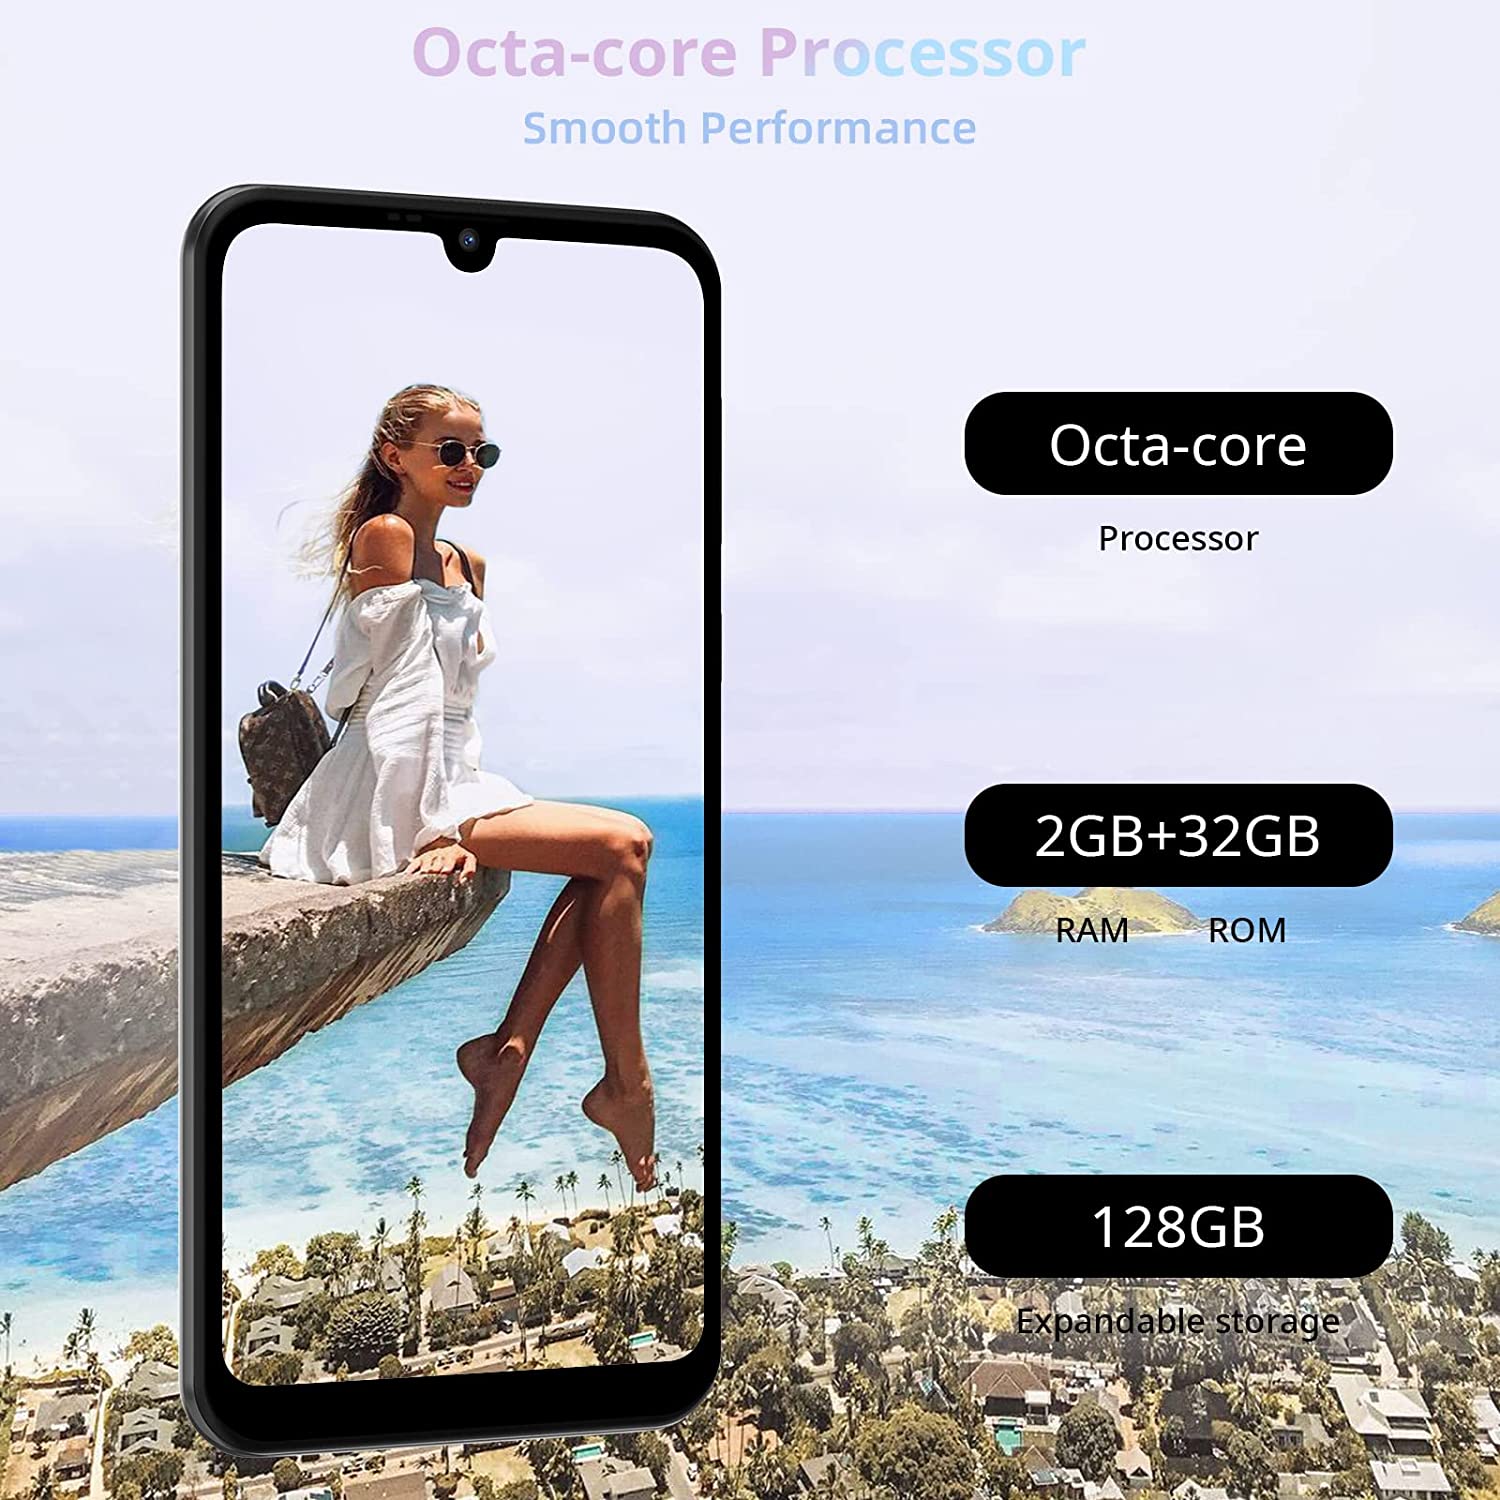 Octa-core Processor
Smooth Performance
Octa-core
Processor
2GB+32GB
RAM ROM
128GB
Expandable storage